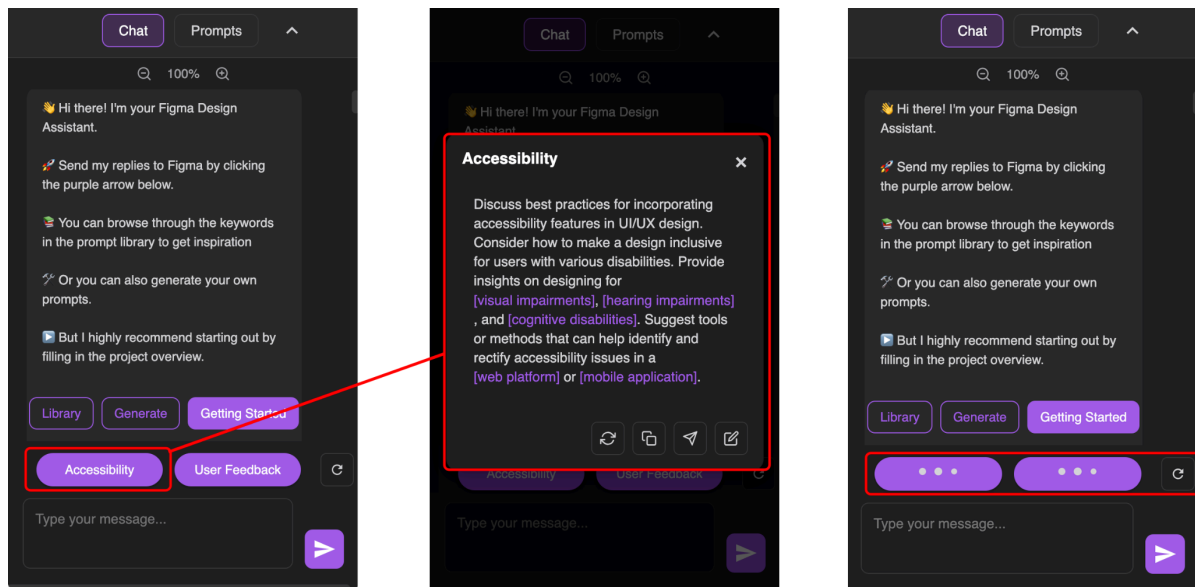 Chat
Prompts
100%
👋 Hi there! I'm your Figma Design
Assistant.
🚀 Send my replies to Figma by clicking
the purple arrow below.
📚 You can browse through the keywords
in the prompt library to get inspiration
🛠 Or you can also generate your own
prompts.
▶️ But I highly recommend starting out by
filling in the project overview.
Library
Generate
Getting Started
Accessibility
User Feedback
Type your message...
Chat
Prompts
100%
👋 Hi there! I'm your Figma Design
Assistant.
Accessibility
Discuss best practices for incorporating
accessibility features in UI/UX design.
Consider how to make a design inclusive
for users with various disabilities. Provide
insights on designing for
[visual impairments], [hearing impairments]
, and [cognitive disabilities]. Suggest tools
or methods that can help identify and
rectify accessibility issues in a
[web platform] or [mobile application].
Accessibility
User Feedback
Type your message...
Chat
Prompts
100%
👋 Hi there! I'm your Figma Design
Assistant.
🚀 Send my replies to Figma by clicking
the purple arrow below.
📚 You can browse through the keywords
in the prompt library to get inspiration
🛠 Or you can also generate your own
prompts.
▶️ But I highly recommend starting out by
filling in the project overview.
Library
Generate
Getting Started
Type your message...